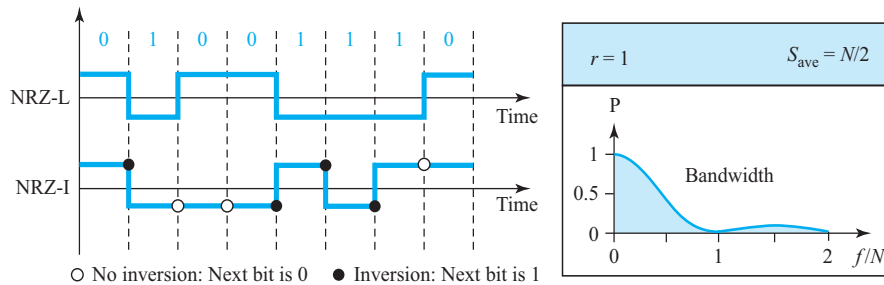 0 1 0 0 1 1 1 0
NRZ-L
Time
NRZ-I
Time
No inversion: Next bit is 0 Inversion: Next bit is 1
r = 1 S_ave = N/2
P
1
Bandwidth
0.5
0
0 1 2 f/N